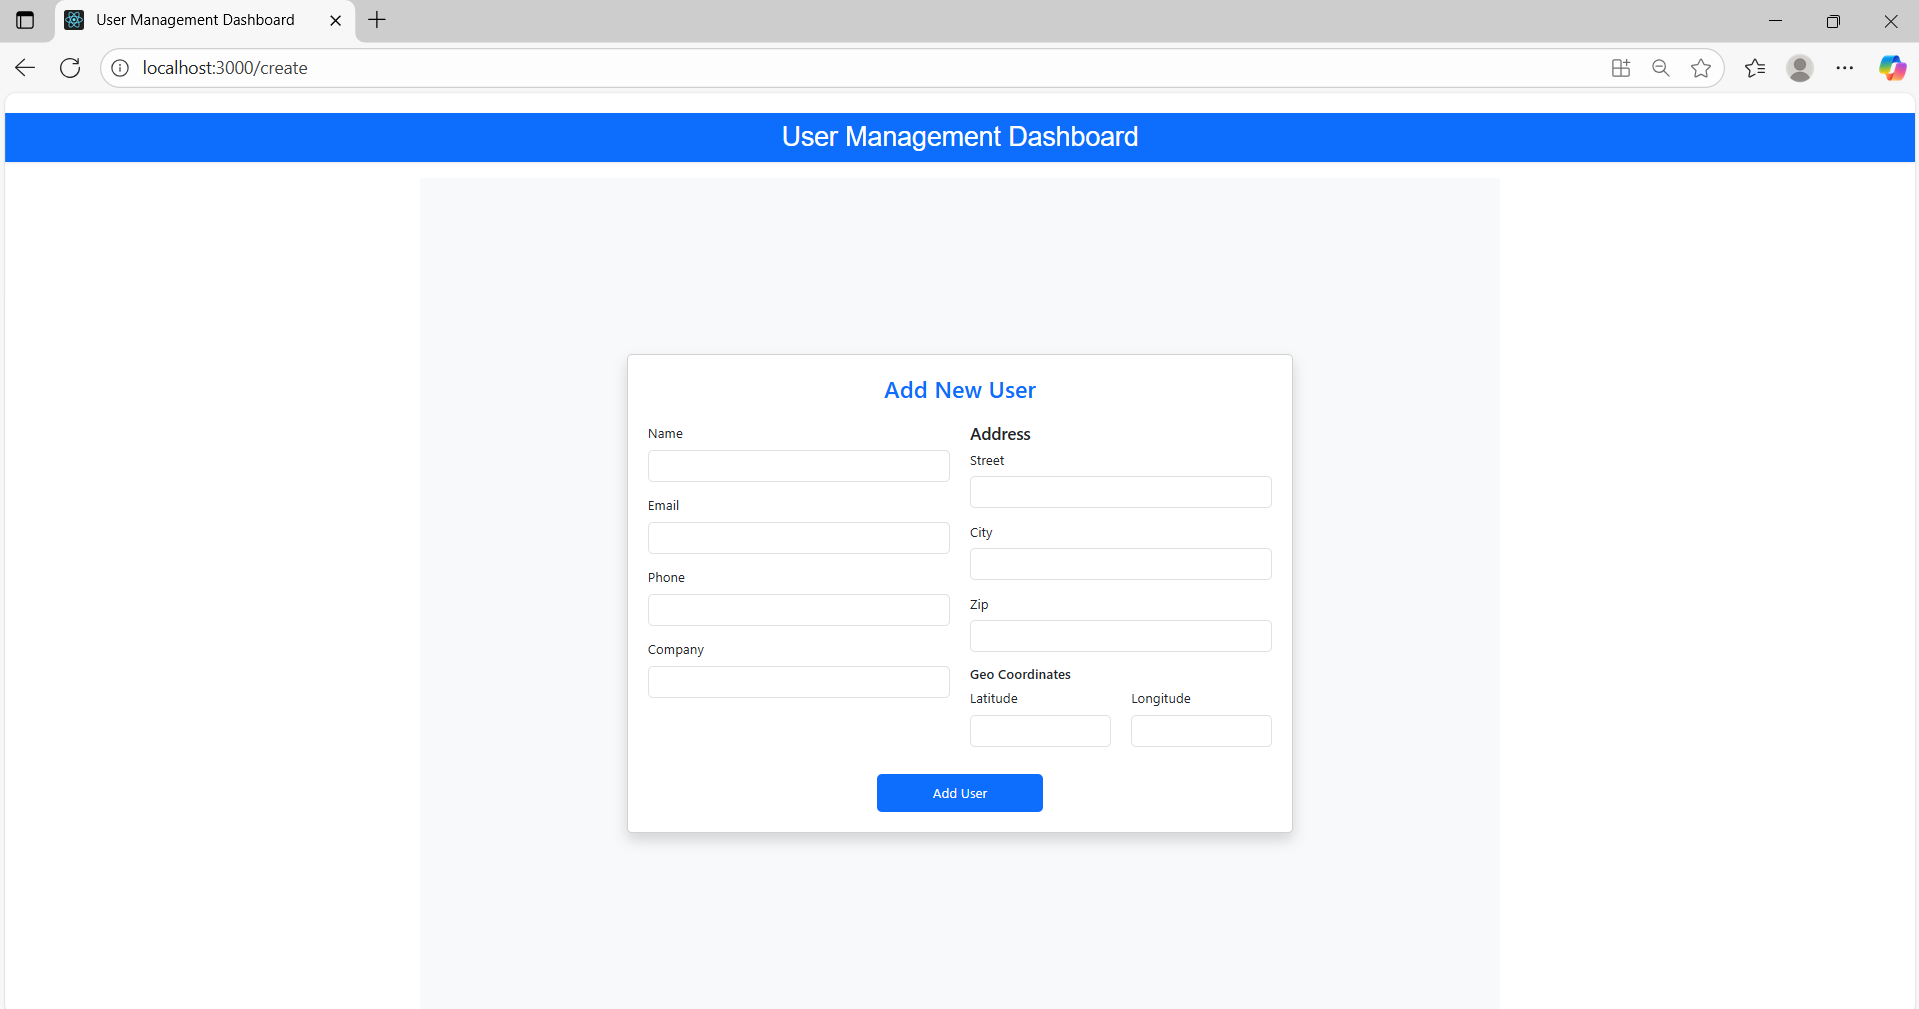 User Management Dashboard
localhost:3000/create
User Management Dashboard
Add New User
Name
Email
Phone
Company
Address
Street
City
Zip
Geo Coordinates
Latitude
Longitude
Add User